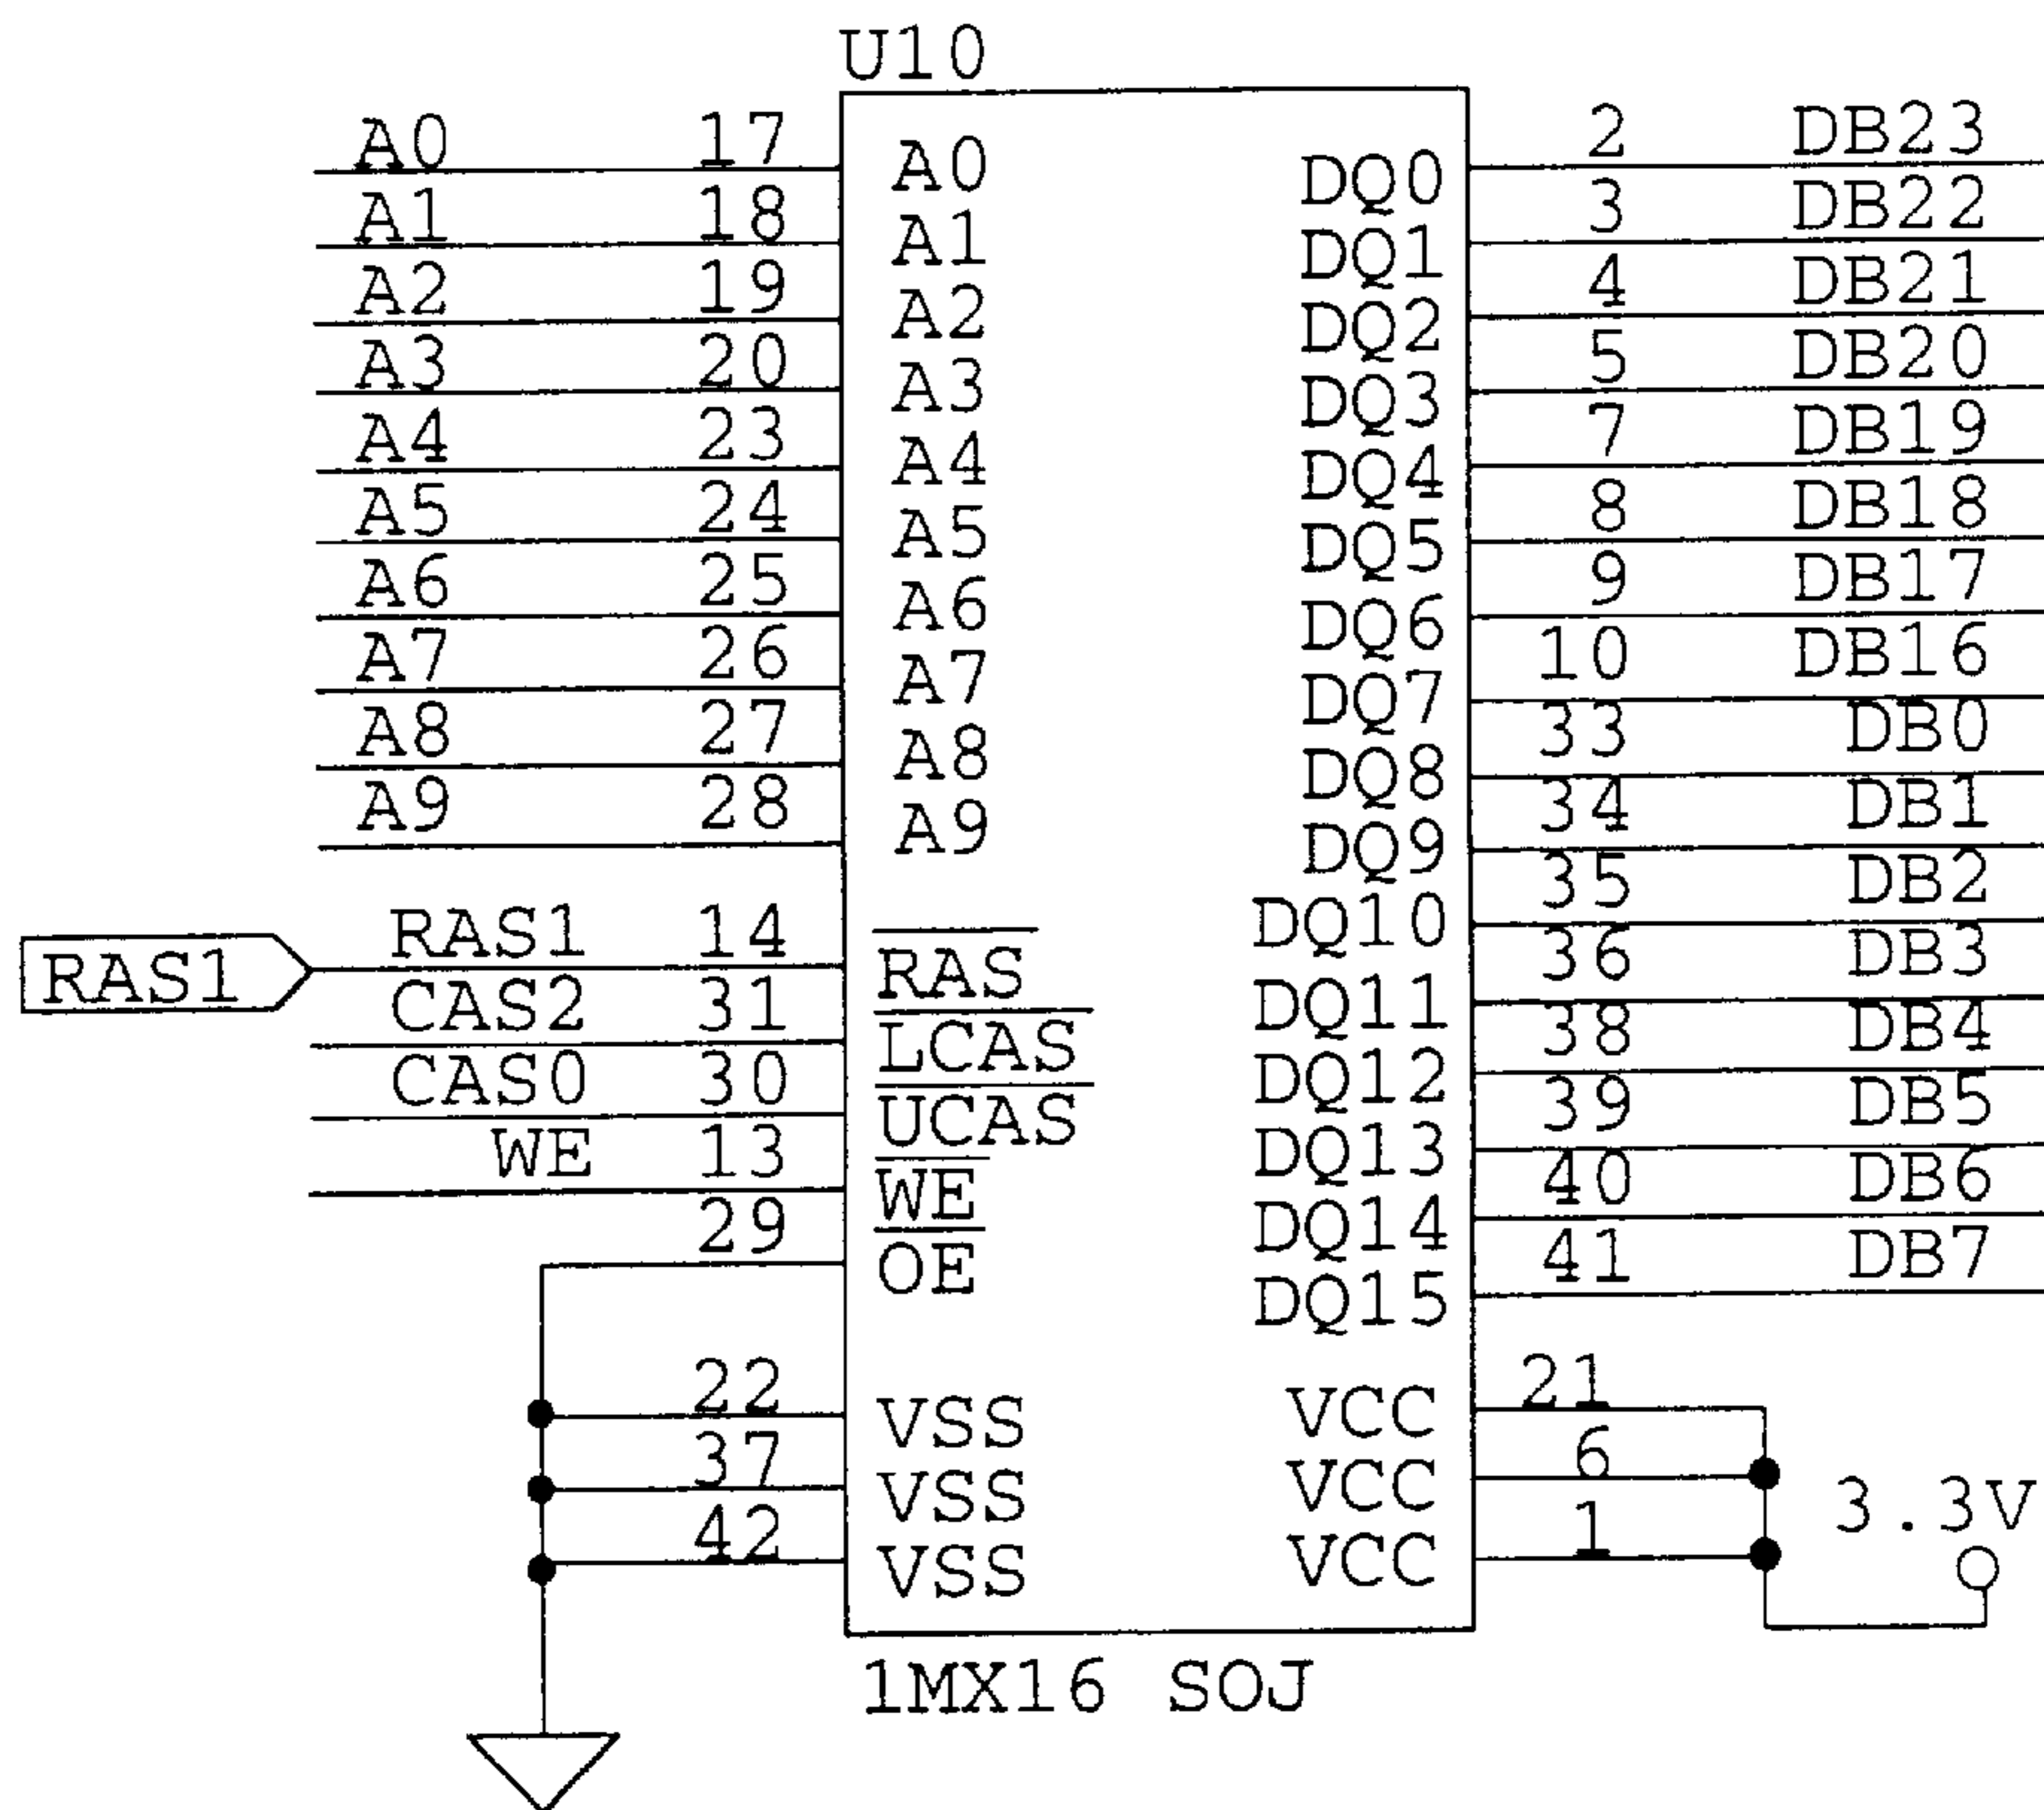 U10
A0 17 A0 DQ0 2 DB23
A1 18 A1 DQ1 3 DB22
A2 19 A2 DQ2 4 DB21
A3 20 A3 DQ3 5 DB20
A4 23 A4 DQ4 7 DB19
A5 24 A5 DQ5 8 DB18
A6 25 A6 DQ6 9 DB17
A7 26 A7 DQ7 10 DB16
A8 27 A8 DQ8 33 DB0
A9 28 A9 DQ9 34 DB1
DQ10 35 DB2
RAS1 RAS1 14 RAS DQ11 36 DB3
CAS2 31 LCAS DQ12 38 DB4
CAS0 30 UCAS DQ13 39 DB5
WE 13 WE DQ14 40 DB6
29 OE DQ15 41 DB7
22 VSS VCC 21
37 VSS VCC 6
42 VSS VCC 1 3.3V
1MX16 SOJ